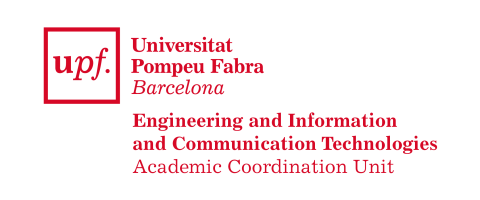 upf.
Universitat
Pompeu Fabra
Barcelona
Engineering and Information
and Communication Technologies
Academic Coordination Unit